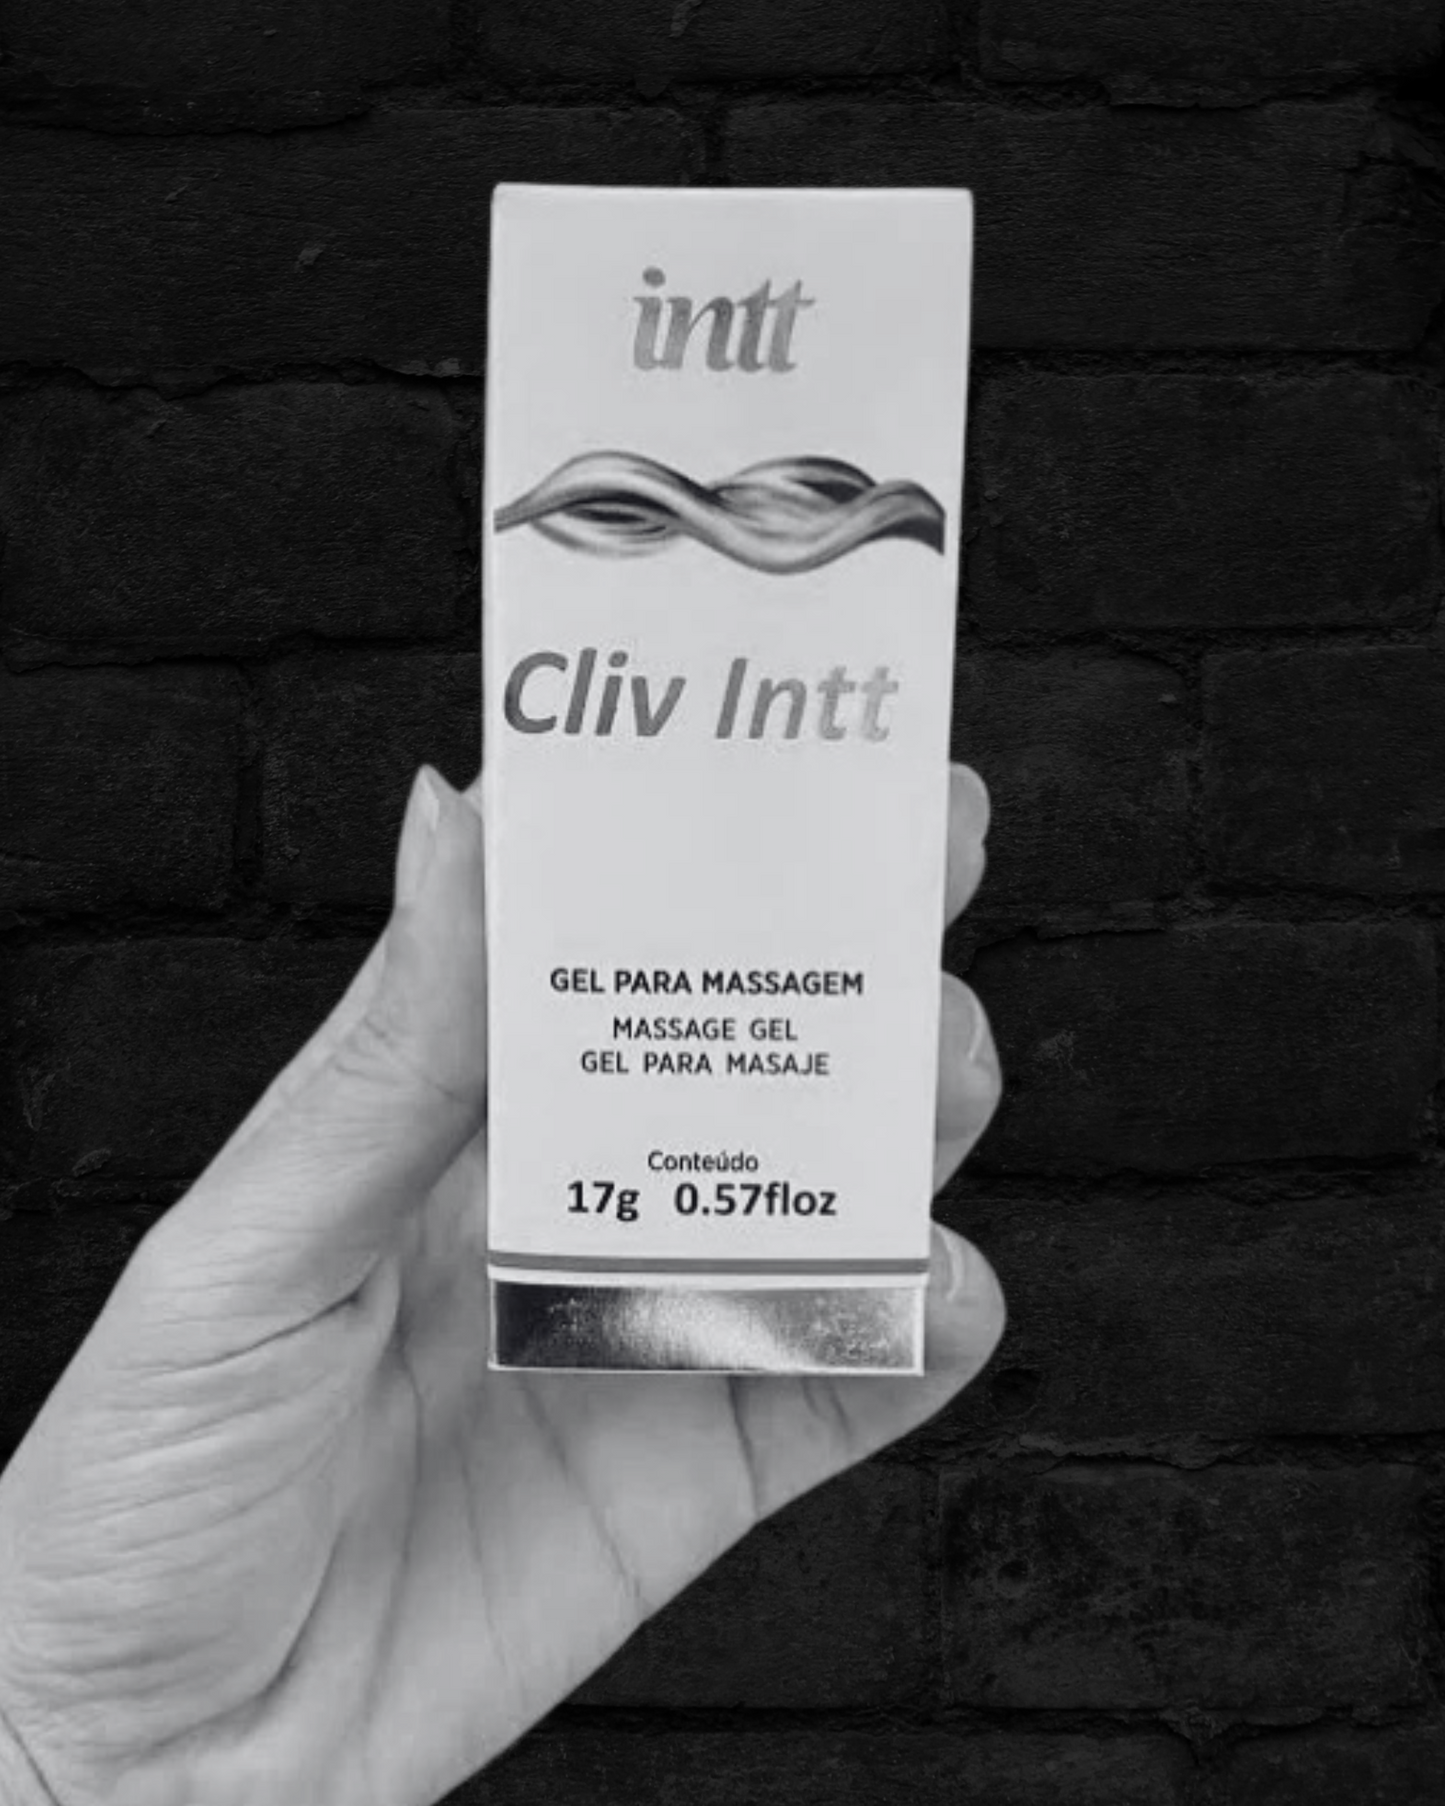 intt
Cliv Intt
GEL PARA MASSAGEM
MASSAGE GEL
GEL PARA MASAJE
Conteúdo
17g 0.57floz